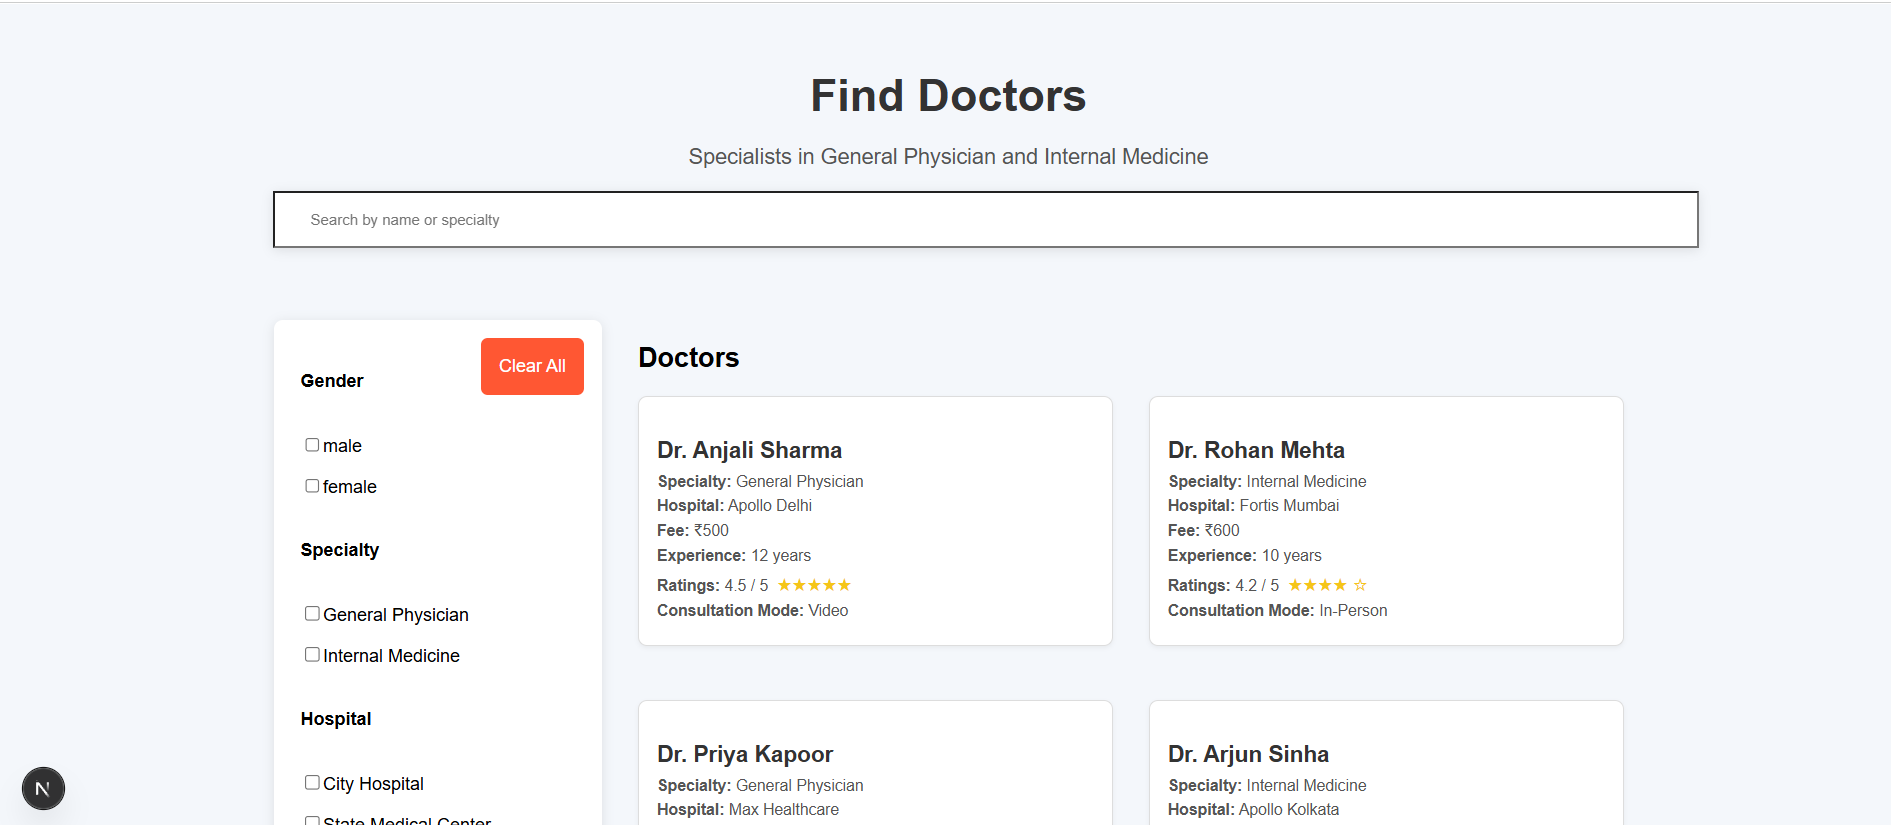 Find Doctors
Specialists in General Physician and Internal Medicine
Search by name or specialty
Clear All
Gender
male
female
Specialty
General Physician
Internal Medicine
Hospital
City Hospital
State Medical Center
Doctors
Dr. Anjali Sharma
Specialty: General Physician
Hospital: Apollo Delhi
Fee: ₹500
Experience: 12 years
Ratings: 4.5 / 5 ★★★★★
Consultation Mode: Video
Dr. Rohan Mehta
Specialty: Internal Medicine
Hospital: Fortis Mumbai
Fee: ₹600
Experience: 10 years
Ratings: 4.2 / 5 ★★★★ ☆
Consultation Mode: In-Person
Dr. Priya Kapoor
Specialty: General Physician
Hospital: Max Healthcare
Dr. Arjun Sinha
Specialty: Internal Medicine
Hospital: Apollo Kolkata
N